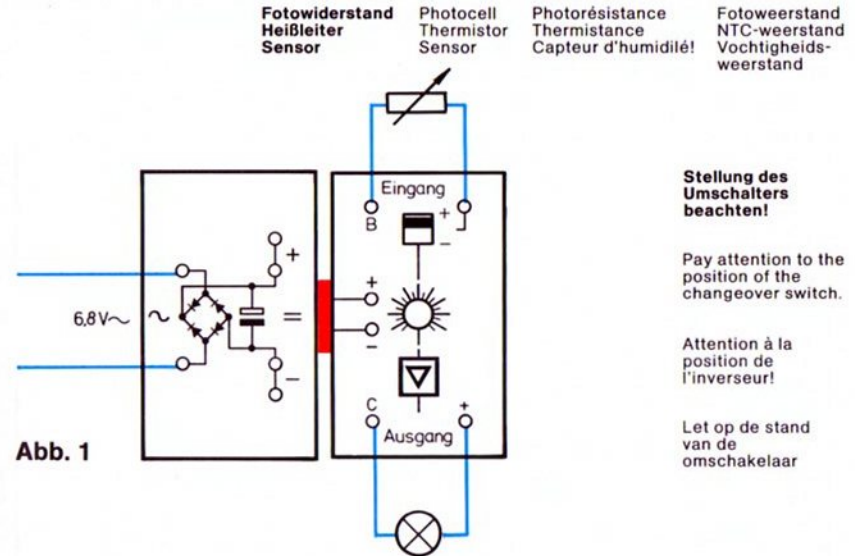 Fotowiderstand
Heißleiter
Sensor
Photocell
Thermistor
Sensor
Photorésistance
Thermistance
Capteur d'humidilé!
Fotoweerstand
NTC-weerstand
Vochtigheids-
weerstand
Eingang
B
+
−
+
−
+
−
6,8V~
~
=
C
+
Ausgang
Abb. 1
Stellung des
Umschalters
beachten!
Pay attention to the
position of the
changeover switch.
Attention à la
position de
l'inverseur!
Let op de stand
van de
omschakelaar